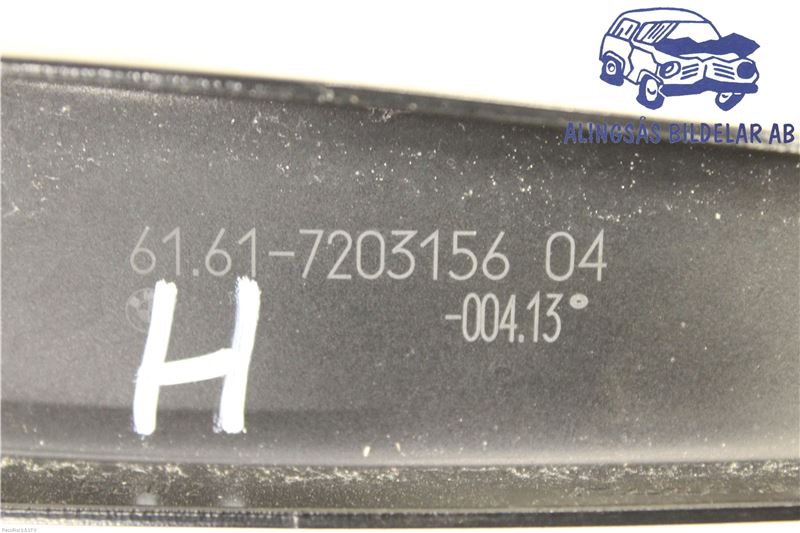 ALINGSÅS BILDELAR AB
61.61-7203156 04
-004.13
H